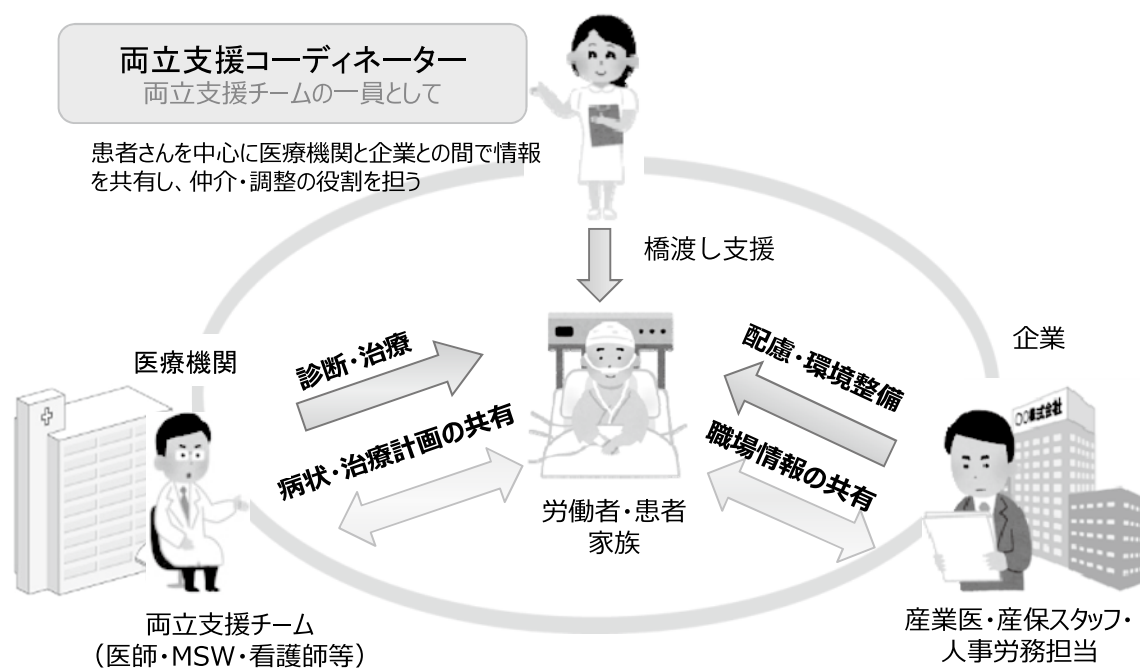 両立支援コーディネーター
両立支援チームの一員として
患者さんを中心に医療機関と企業との間で情報
を共有し、仲介・調整の役割を担う
橋渡し支援
医療機関
診断・治療
病状・治療計画の共有
配慮・環境整備
職場情報の共有
企業
〇〇株式会社
労働者・患者
家族
両立支援チーム
（医師・MSW・看護師等）
産業医・産保スタッフ・
人事労務担当